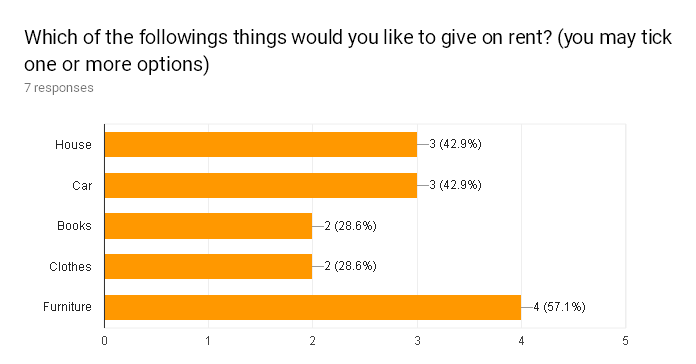 Which of the followings things would you like to give on rent? (you may tick
one or more options)
7 responses
House
3 (42.9%)
Car
3 (42.9%)
Books
2 (28.6%)
Clothes
2 (28.6%)
Furniture
4 (57.1%)
0 1 2 3 4 5